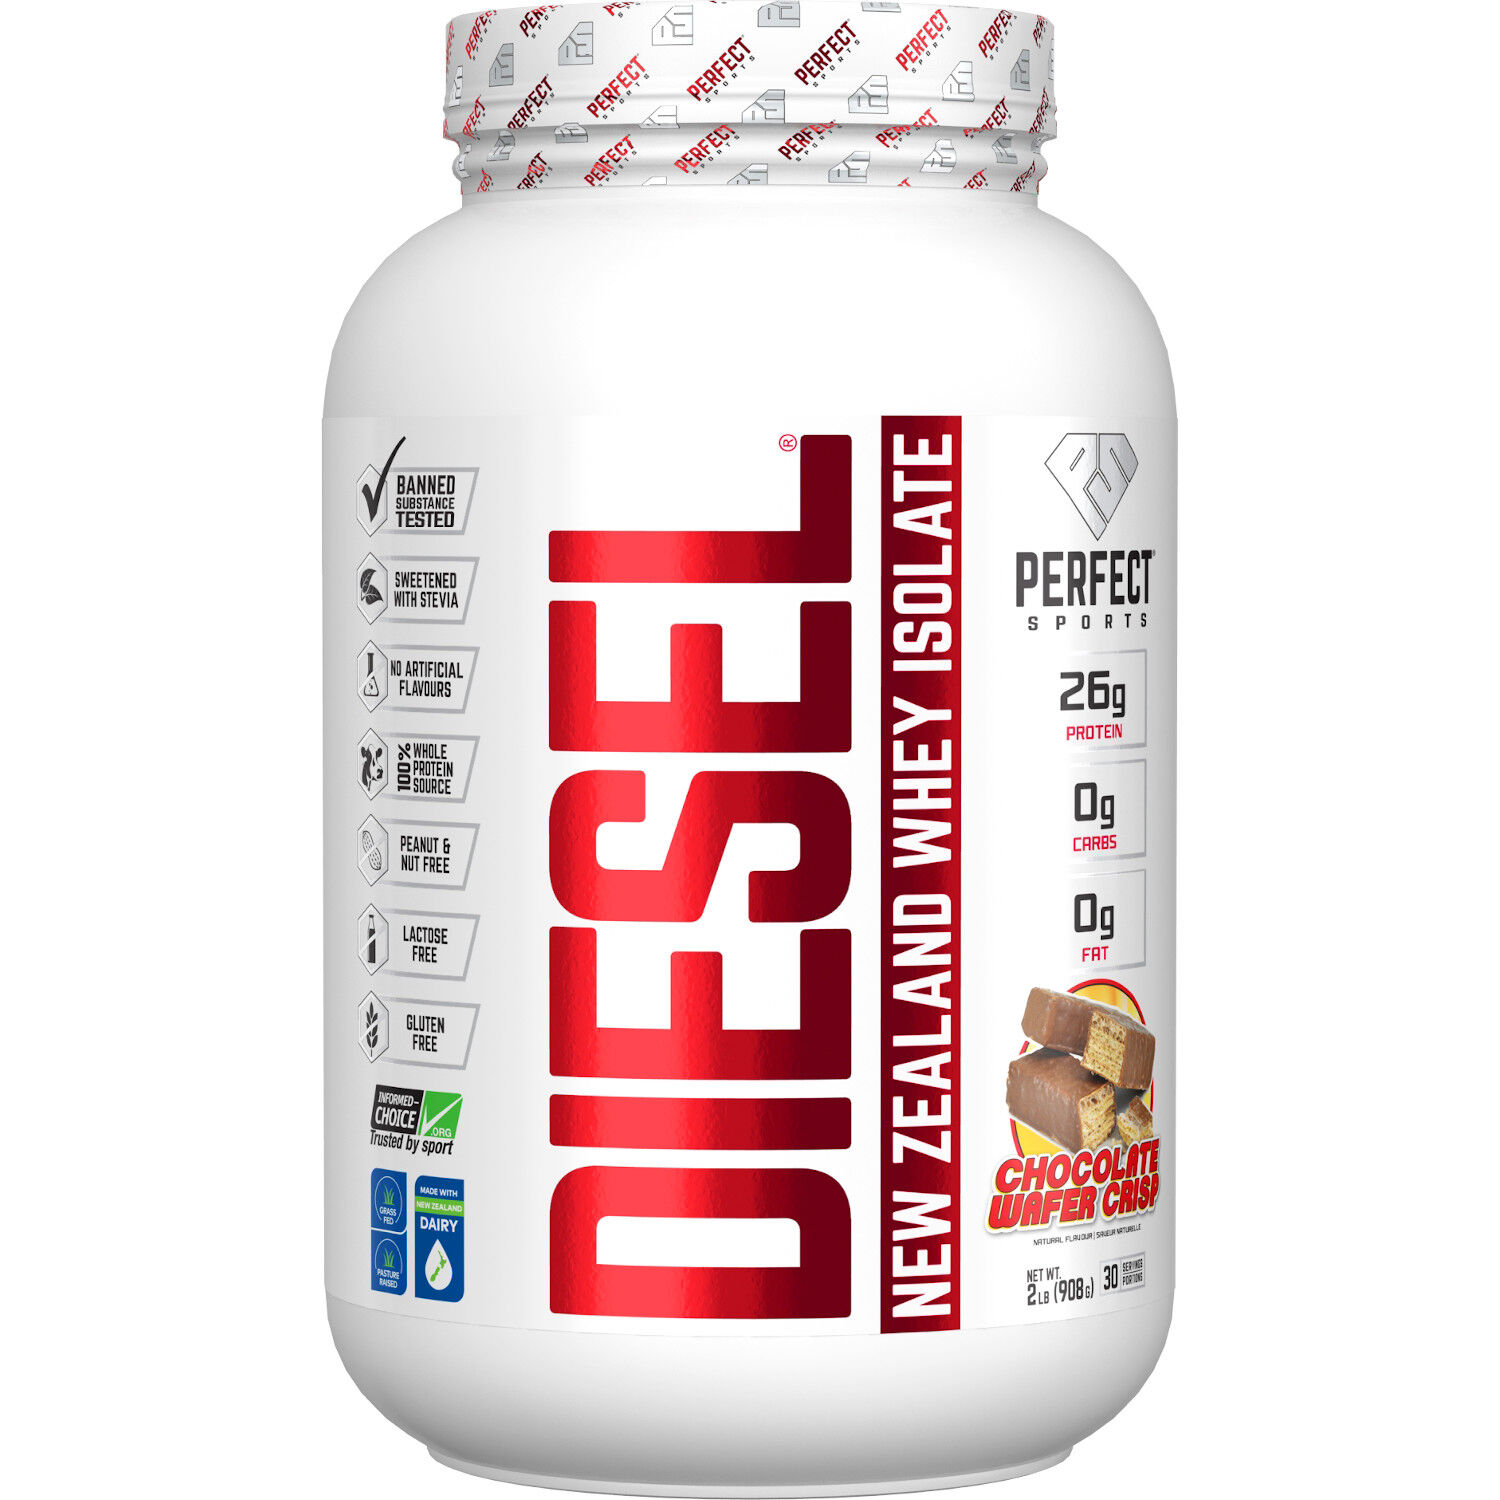 PERFECT
SPORTS
BANNED
SUBSTANCE
TESTED
SWEETENED
WITH STEVIA
NO ARTIFICIAL
FLAVOURS
100%
WHOLE
PROTEIN
SOURCE
PEANUT &
NUT FREE
LACTOSE
FREE
GLUTEN
FREE
INFORMED-
CHOICE
.ORG
Trusted by sport
GRASS
FED
PASTURE
RAISED
MADE WITH
NEW ZEALAND
DAIRY
DIESEL®
NEW ZEALAND WHEY ISOLATE
PS
PERFECT®
SPORTS
26g
PROTEIN
0g
CARBS
0g
FAT
CHOCOLATE
WAFER CRISP
NATURAL FLAVOUR | SAVEUR NATURELLE
NET WT.
2 LB (908 G)
30 SERVINGS
PORTIONS